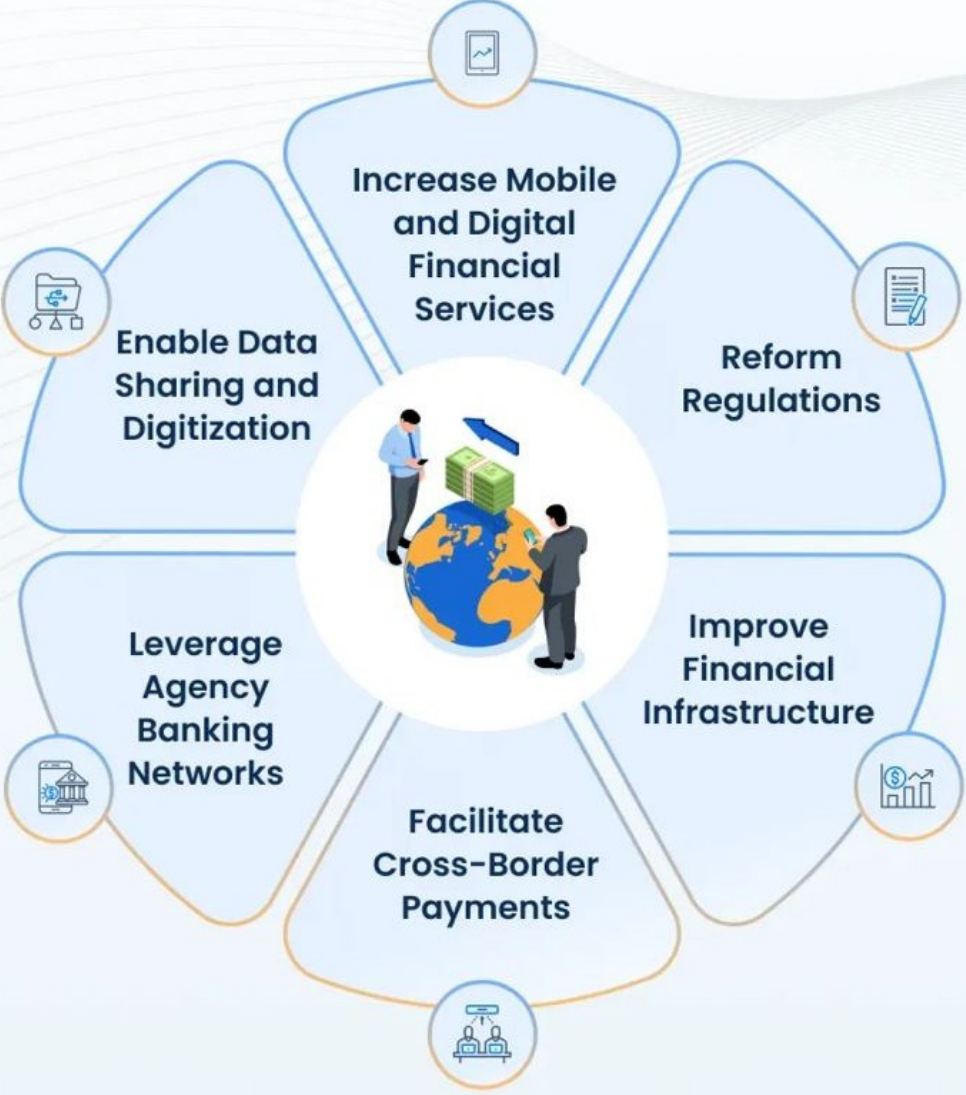 Increase Mobile
and Digital
Financial
Services
Reform
Regulations
Improve
Financial
Infrastructure
Facilitate
Cross-Border
Payments
Leverage
Agency
Banking
Networks
Enable Data
Sharing and
Digitization